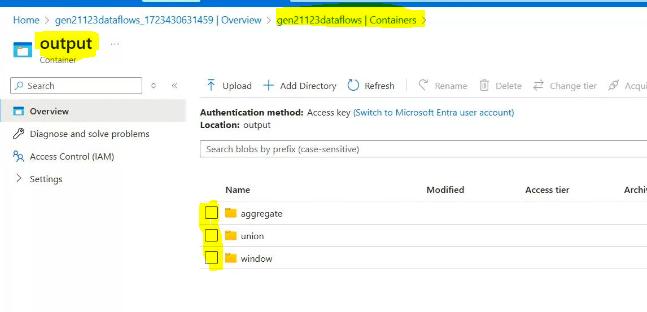 Home > gen21123dataflows_1723430631459 | Overview > gen21123dataflows | Containers >
output ...
Container
Search
Upload Add Directory Refresh Rename Delete Change tier Acqui
Overview
Diagnose and solve problems
Access Control (IAM)
Settings
Authentication method: Access key (Switch to Microsoft Entra user account)
Location: output
Search blobs by prefix (case-sensitive)
Name Modified Access tier Archiv
aggregate
union
window